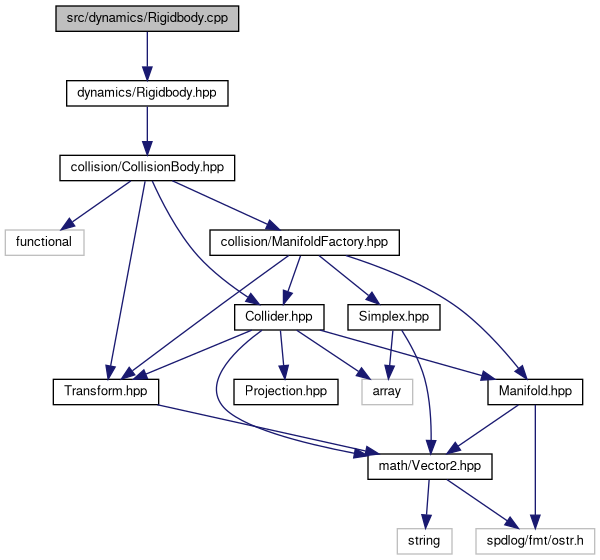 src/dynamics/Rigidbody.cpp
dynamics/Rigidbody.hpp
collision/CollisionBody.hpp
functional
collision/ManifoldFactory.hpp
Collider.hpp
Simplex.hpp
Transform.hpp
Projection.hpp
array
Manifold.hpp
math/Vector2.hpp
string
spdlog/fmt/ostr.h